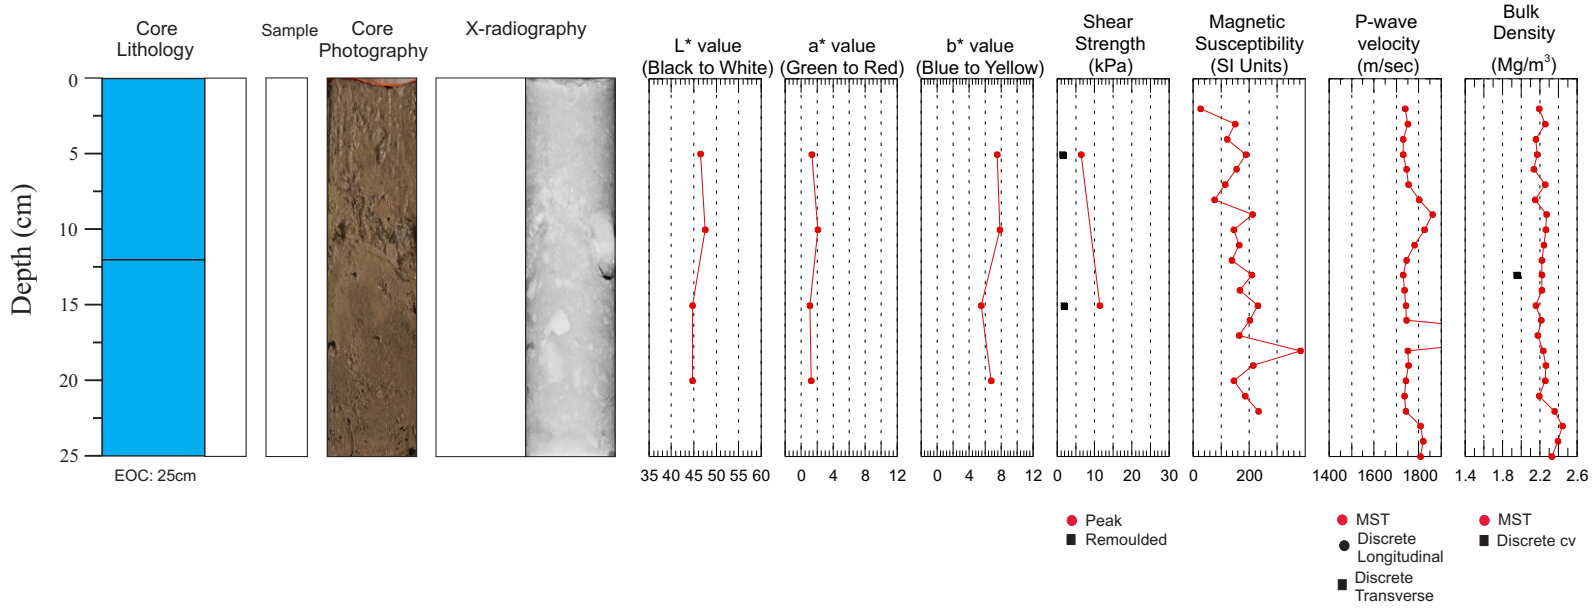 Core
Lithology
Sample
Core
Photography
X-radiography
L* value
(Black to White)
a* value
(Green to Red)
b* value
(Blue to Yellow)
Shear
Strength
(kPa)
Magnetic
Susceptibility
(SI Units)
P-wave
velocity
(m/sec)
Bulk
Density
(Mg/m³)
Depth (cm)
0
5
10
15
20
25
EOC: 25cm
35 40 45 50 55 60
0 4 8 12
0 4 8 12
0 10 20 30
0 200
1400 1600 1800
1.4 1.8 2.2 2.6
Peak
Remoulded
MST
Discrete
Longitudinal
Discrete
Transverse
MST
Discrete cv